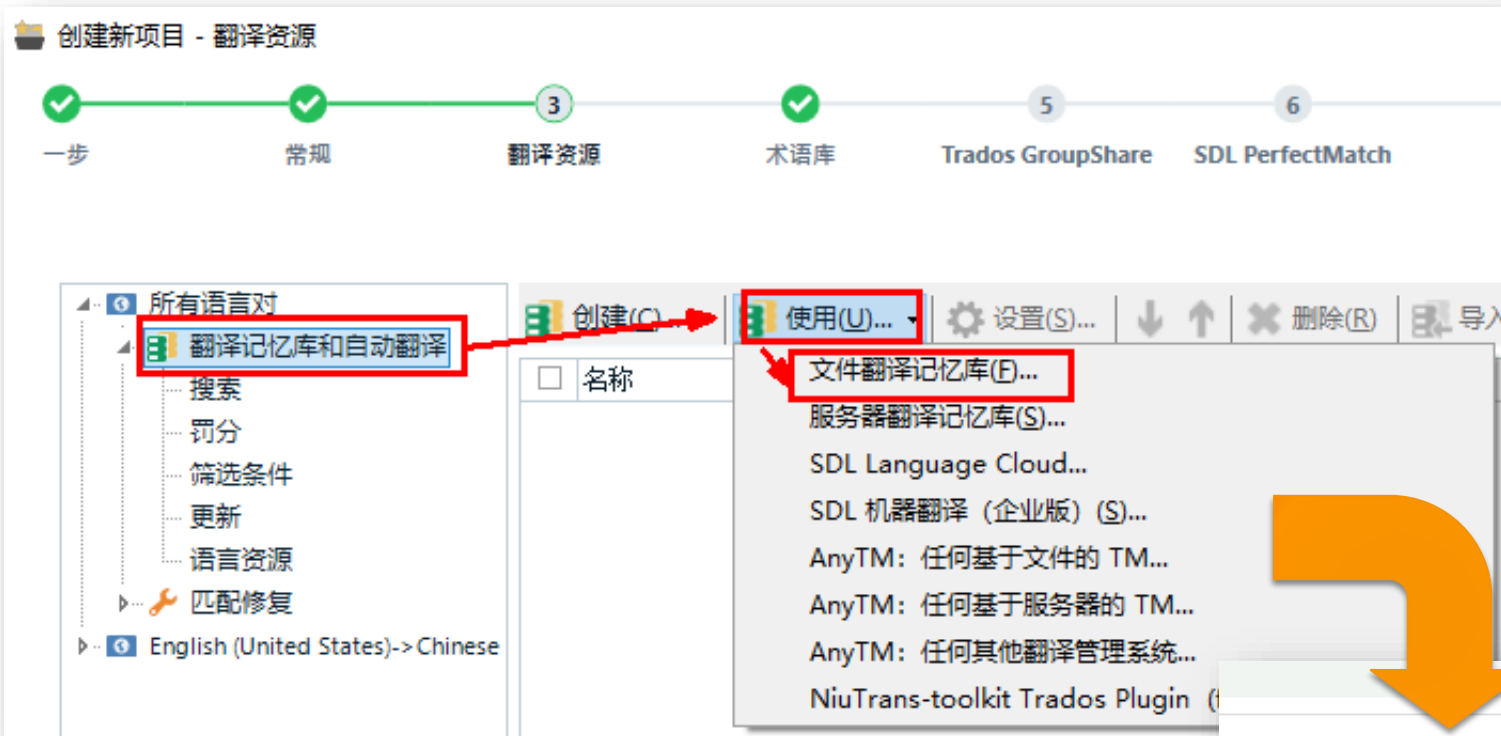 创建新项目 - 翻译资源
3 5 6
一步 常规 翻译资源 术语库 Trados GroupShare SDL PerfectMatch
所有语言对
翻译记忆库和自动翻译
搜索
罚分
筛选条件
更新
语言资源
匹配修复
English (United States)->Chinese
创建(C)... 使用(U)... 设置(S)... 删除(R) 导入
名称
文件翻译记忆库(F)...
服务器翻译记忆库(S)...
SDL Language Cloud...
SDL 机器翻译（企业版）(S)...
AnyTM：任何基于文件的 TM...
AnyTM：任何基于服务器的 TM...
AnyTM：任何其他翻译管理系统...
NiuTrans-toolkit Trados Plugin